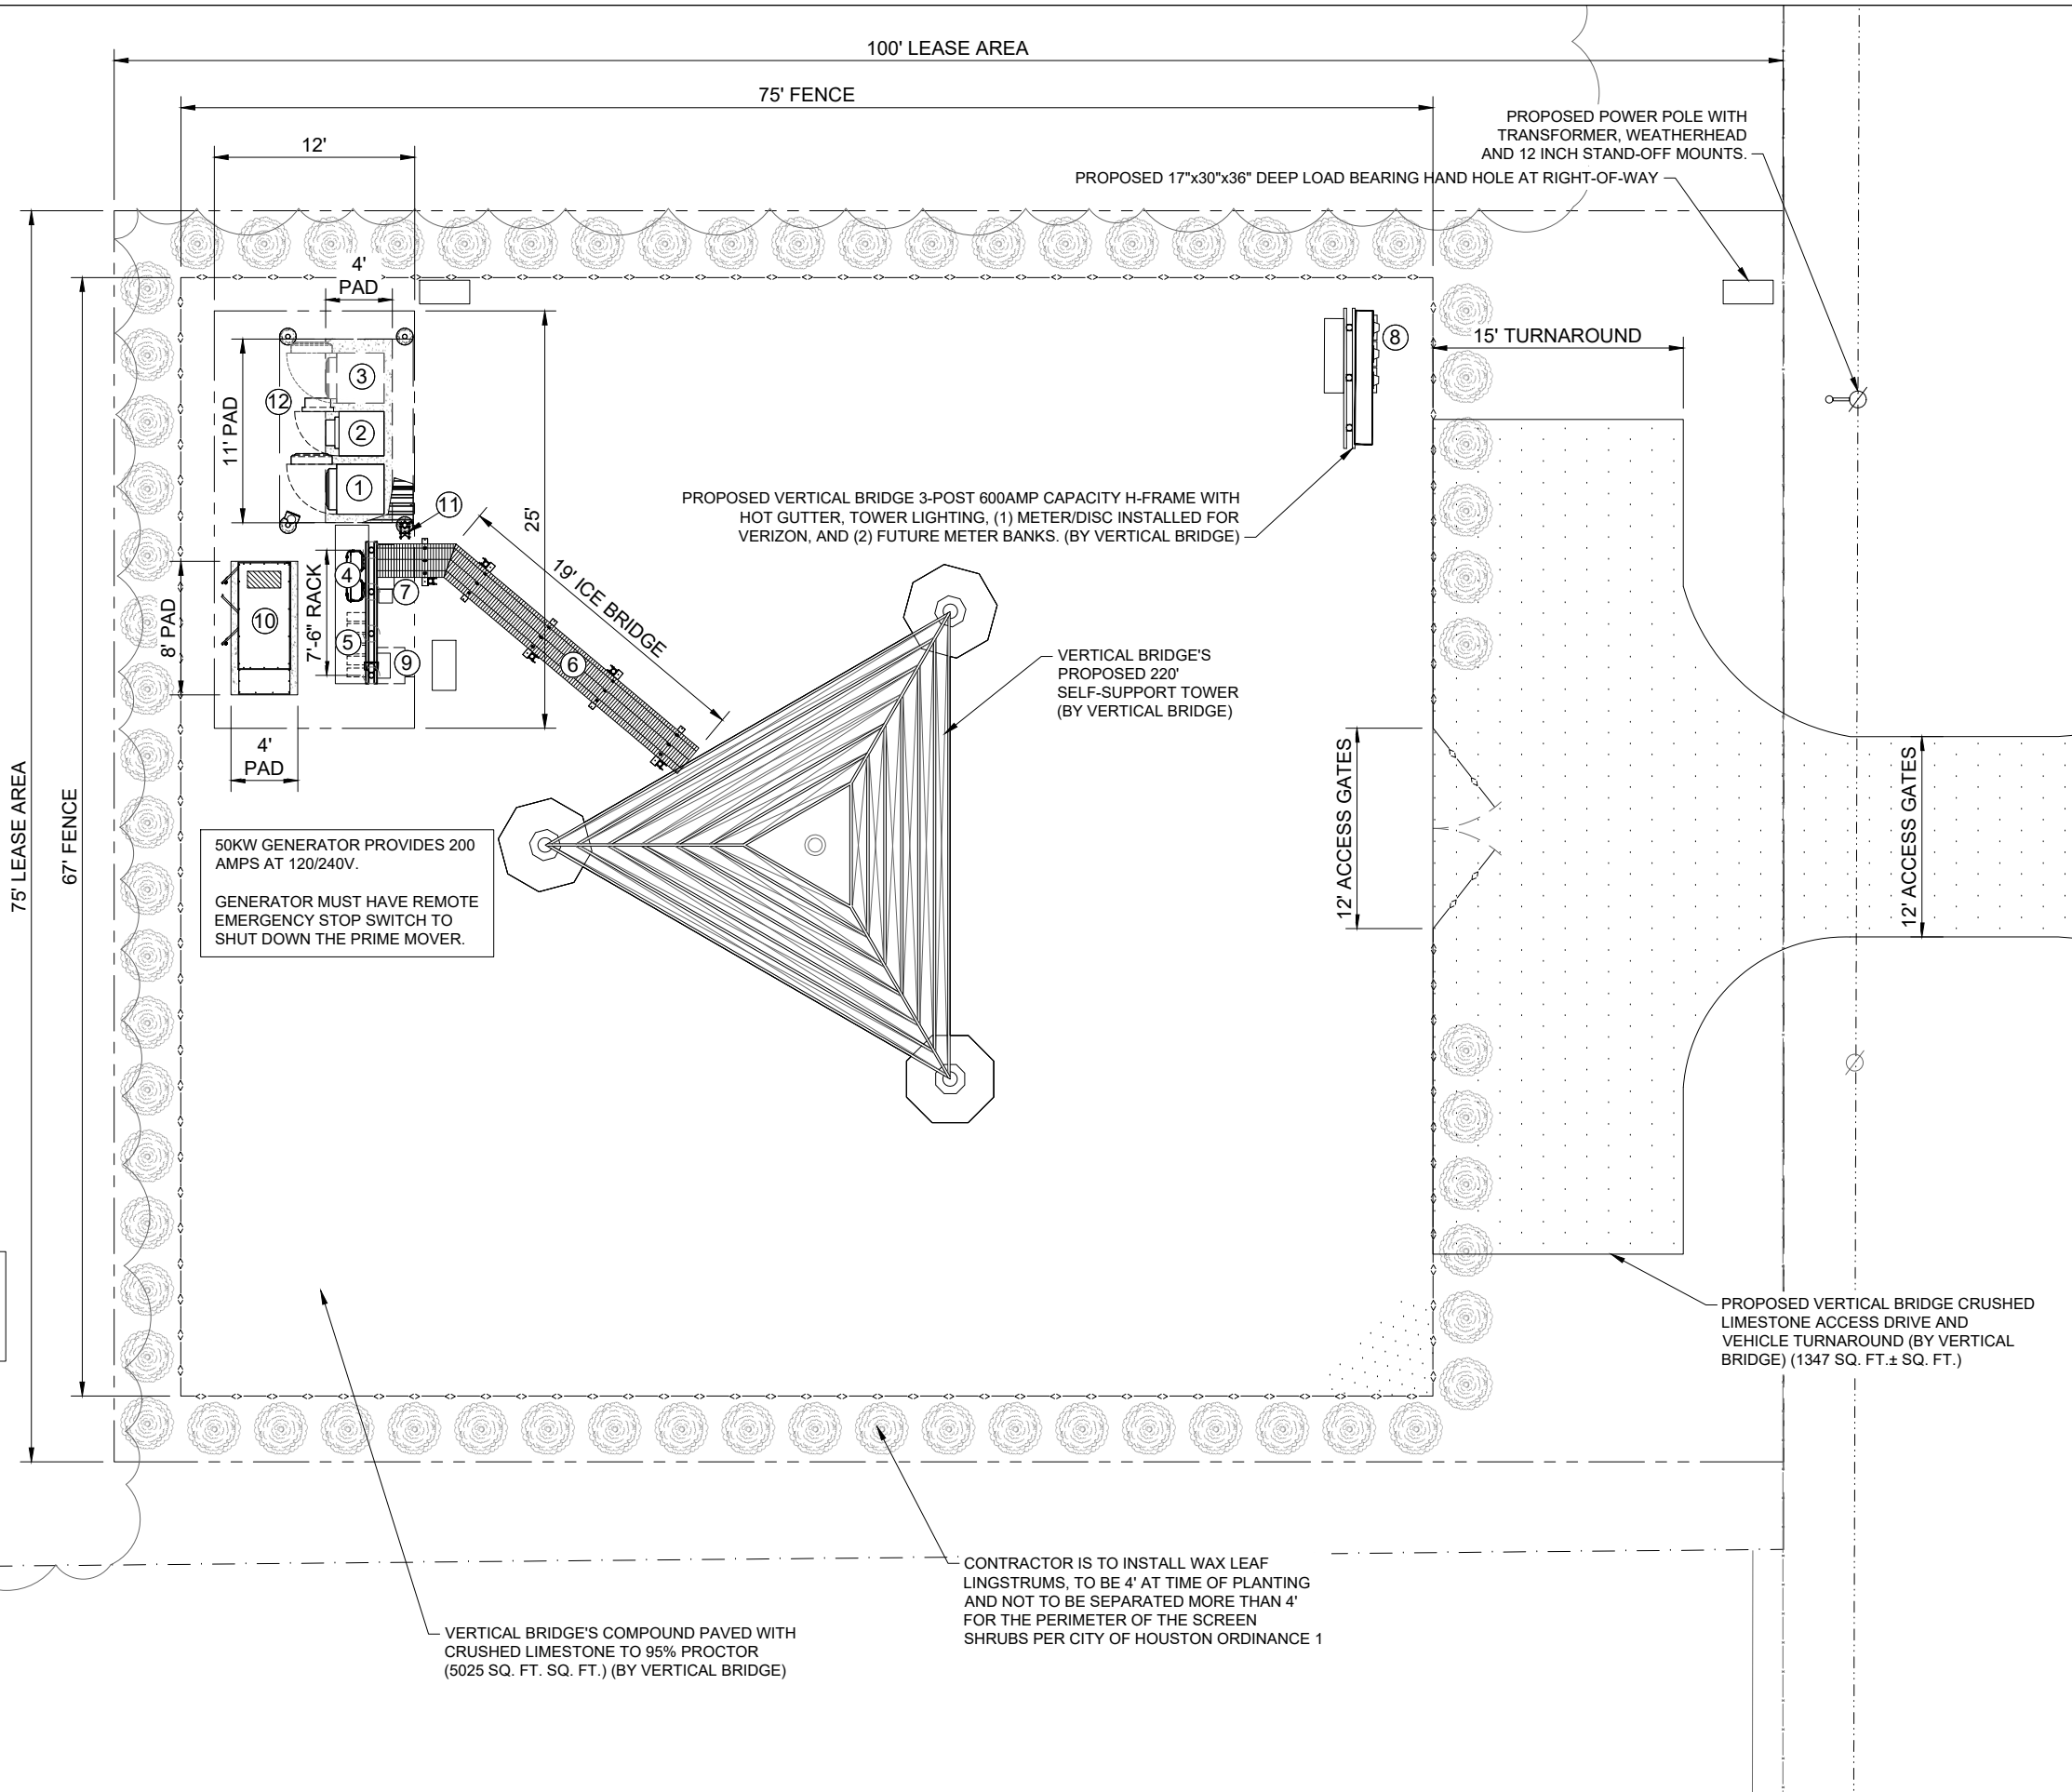 100' LEASE AREA
75' FENCE
PROPOSED POWER POLE WITH
TRANSFORMER, WEATHERHEAD
AND 12 INCH STAND-OFF MOUNTS.
12'
PROPOSED 17"x30"x36" DEEP LOAD BEARING HAND HOLE AT RIGHT-OF-WAY
4'
PAD
3
12
2
1
11' PAD
11
25'
8
15' TURNAROUND
PROPOSED VERTICAL BRIDGE 3-POST 600AMP CAPACITY H-FRAME WITH
HOT GUTTER, TOWER LIGHTING, (1) METER/DISC INSTALLED FOR
VERIZON, AND (2) FUTURE METER BANKS. (BY VERTICAL BRIDGE)
19' ICE BRIDGE
4
7
10
5
9
6
8' PAD
7'-6" RACK
4'
PAD
VERTICAL BRIDGE'S
PROPOSED 220'
SELF-SUPPORT TOWER
(BY VERTICAL BRIDGE)
75' LEASE AREA
67' FENCE
12' ACCESS GATES
12' ACCESS GATES
50KW GENERATOR PROVIDES 200
AMPS AT 120/240V.
GENERATOR MUST HAVE REMOTE
EMERGENCY STOP SWITCH TO
SHUT DOWN THE PRIME MOVER.
PROPOSED VERTICAL BRIDGE CRUSHED
LIMESTONE ACCESS DRIVE AND
VEHICLE TURNAROUND (BY VERTICAL
BRIDGE) (1347 SQ. FT.± SQ. FT.)
CONTRACTOR IS TO INSTALL WAX LEAF
LINGSTRUMS, TO BE 4' AT TIME OF PLANTING
AND NOT TO BE SEPARATED MORE THAN 4'
FOR THE PERIMETER OF THE SCREEN
SHRUBS PER CITY OF HOUSTON ORDINANCE 1
VERTICAL BRIDGE'S COMPOUND PAVED WITH
CRUSHED LIMESTONE TO 95% PROCTOR
(5025 SQ. FT. SQ. FT.) (BY VERTICAL BRIDGE)